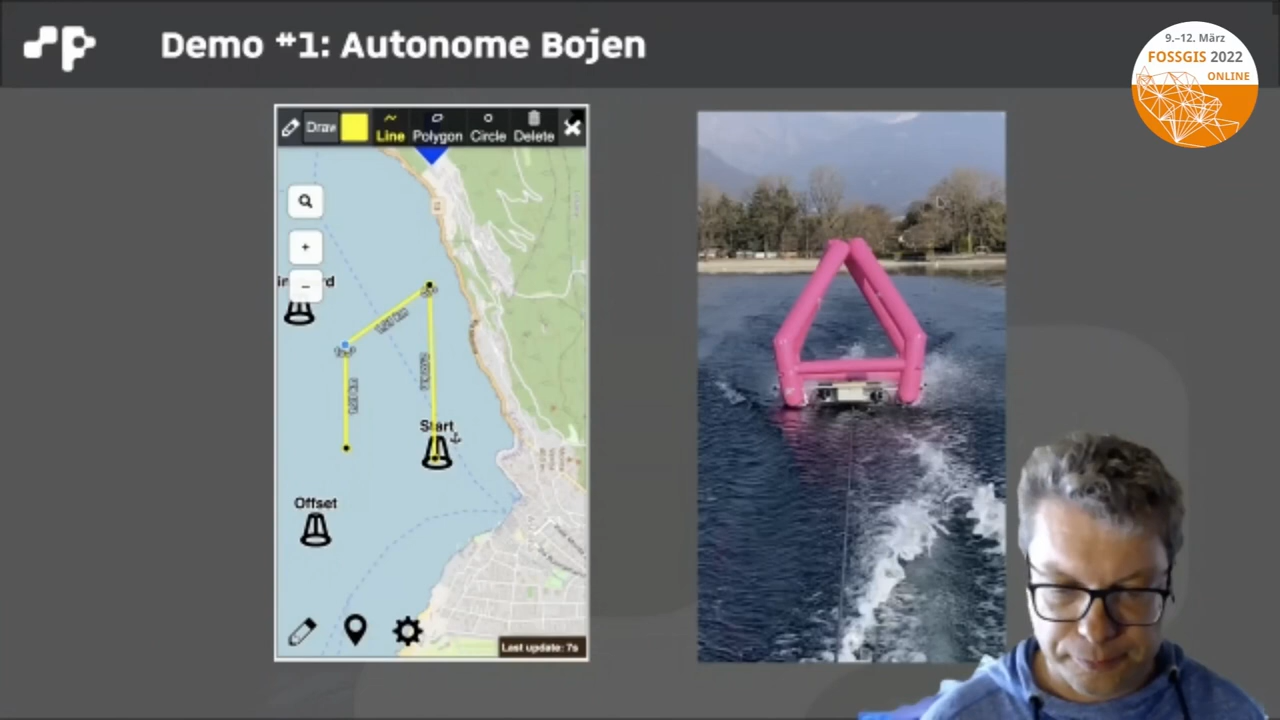 Demo #1: Autonome Bojen
9.–12. März
FOSSGIS 2022
ONLINE
Draw
Line
Polygon
Circle
Delete
Start
Offset
Last update: 7s